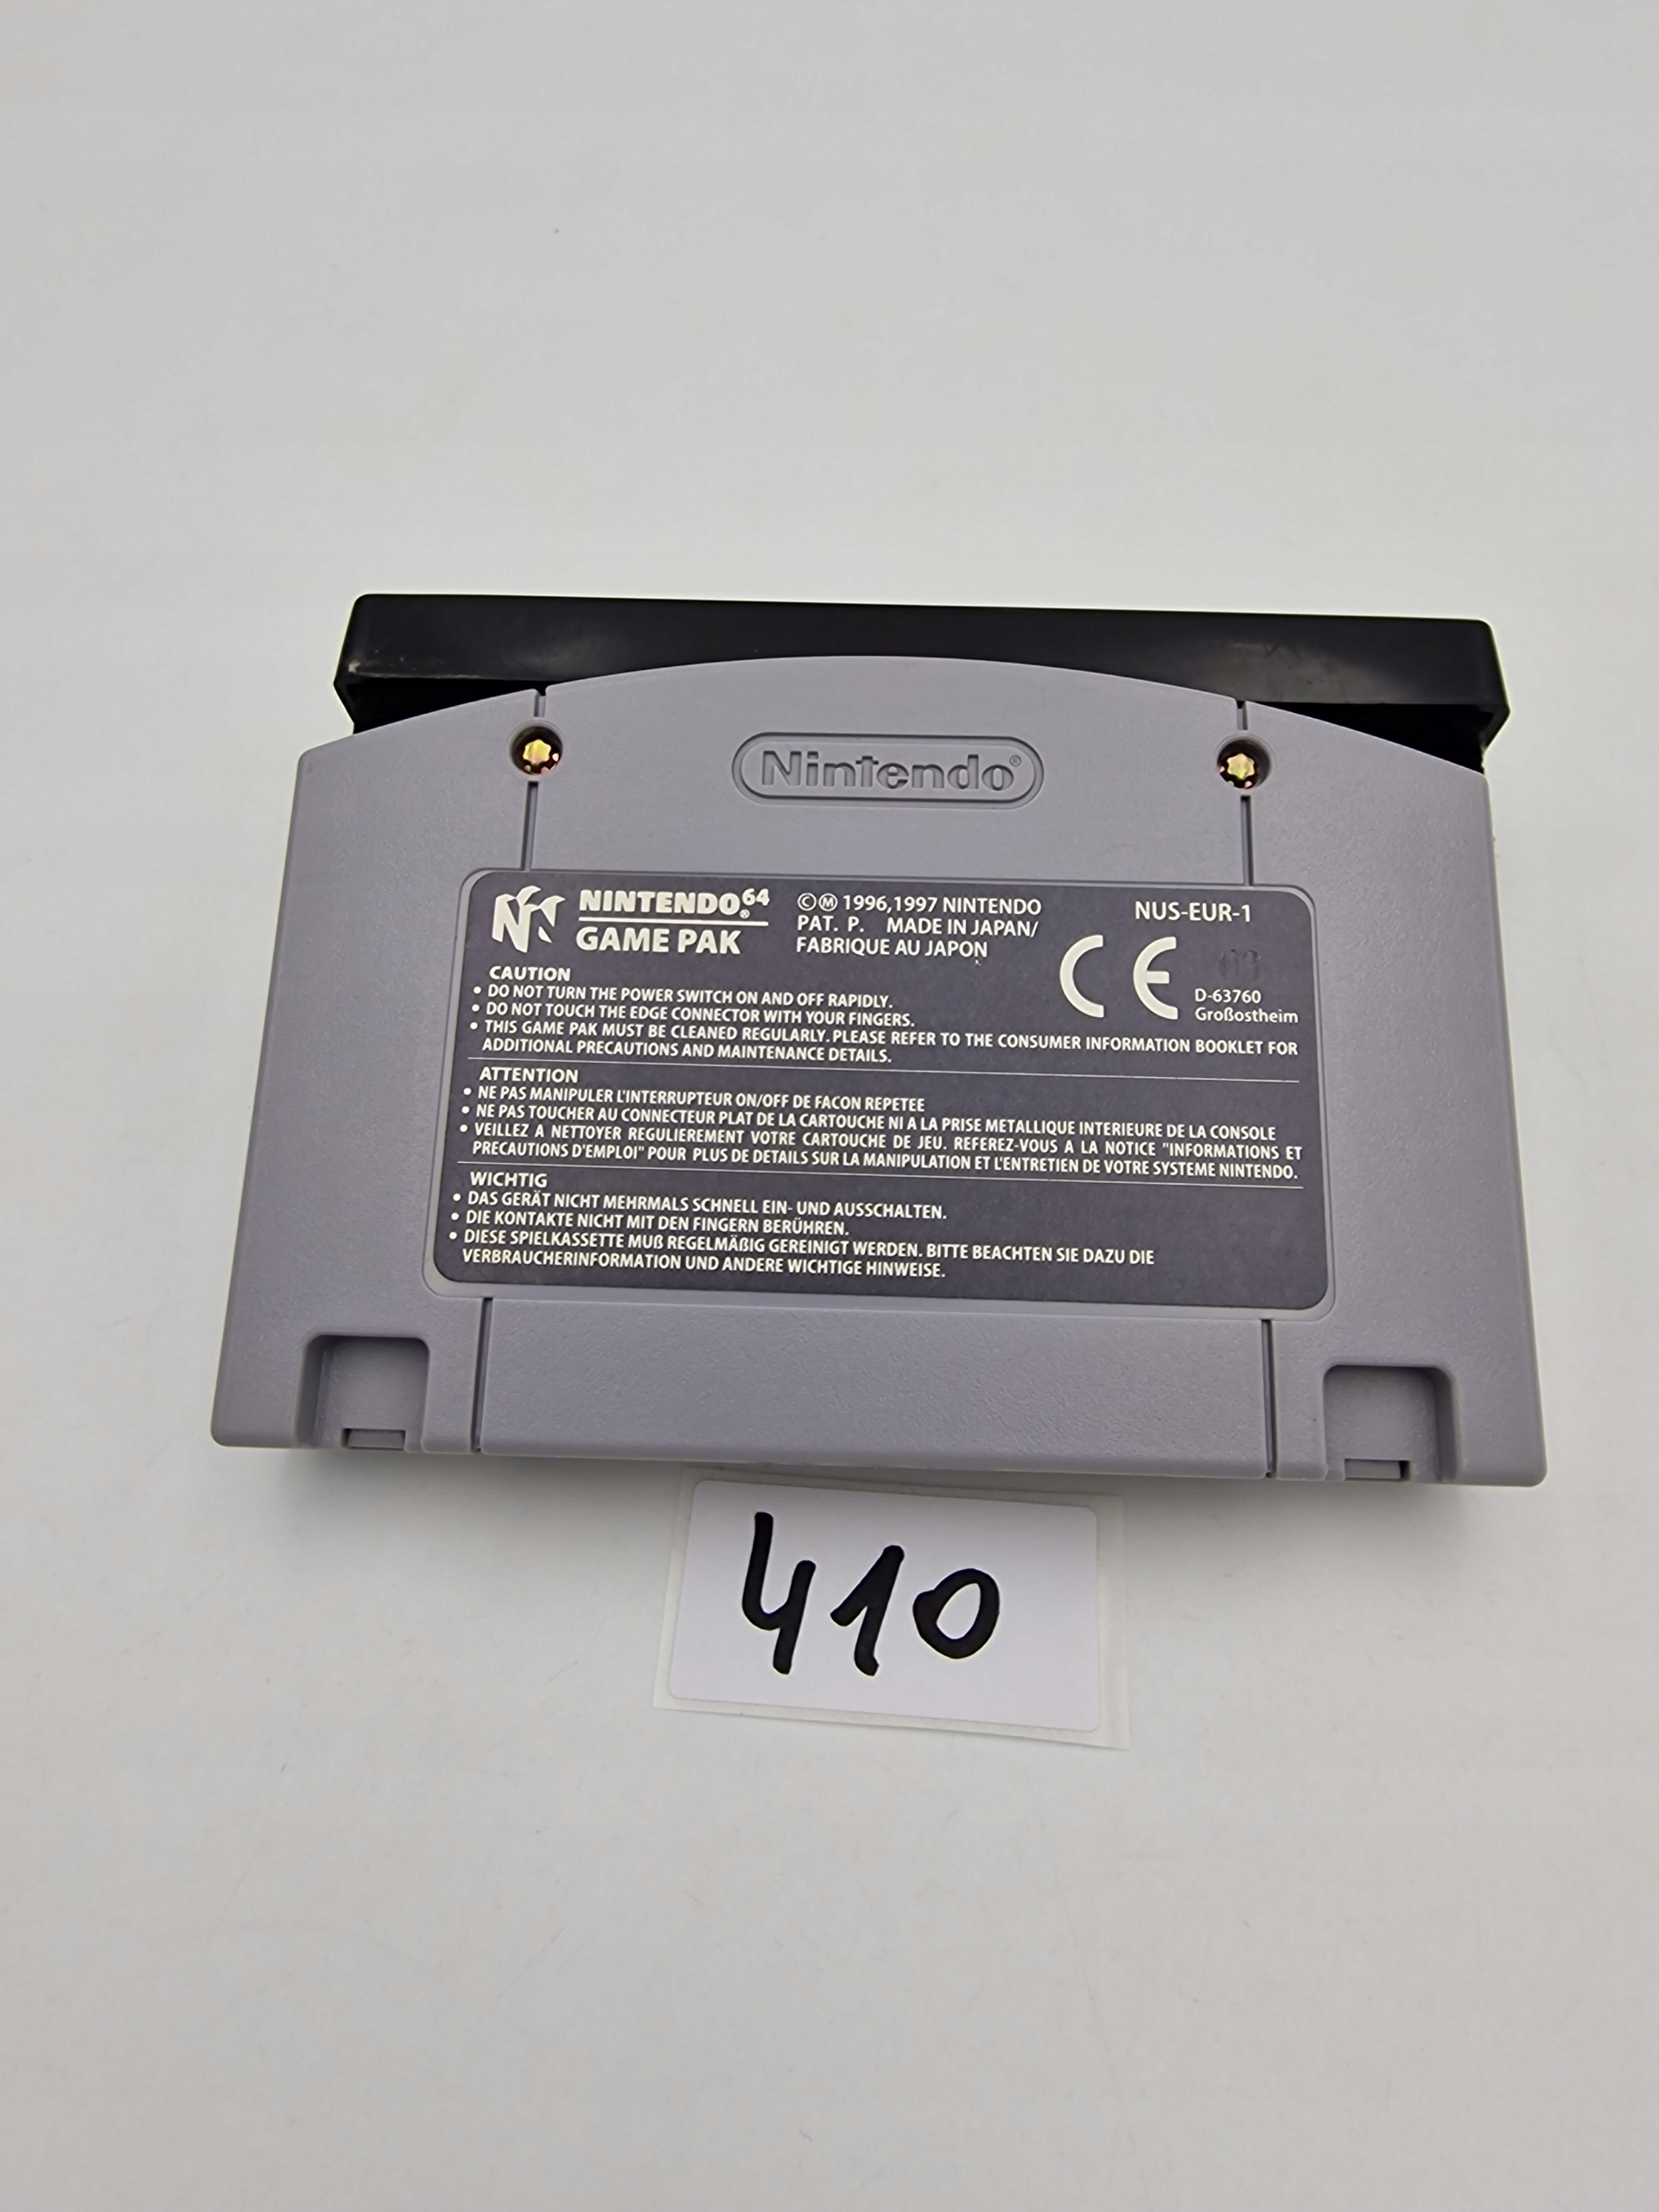 Nintendo®
NINTENDO64®
GAME PAK
©Ⓜ 1996,1997 NINTENDO
PAT. P. MADE IN JAPAN/
FABRIQUE AU JAPON
NUS-EUR-1
CE
D-63760
Großostheim
CAUTION
• DO NOT TURN THE POWER SWITCH ON AND OFF RAPIDLY.
• DO NOT TOUCH THE EDGE CONNECTOR WITH YOUR FINGERS.
• THIS GAME PAK MUST BE CLEANED REGULARLY. PLEASE REFER TO THE CONSUMER INFORMATION BOOKLET FOR
ADDITIONAL PRECAUTIONS AND MAINTENANCE DETAILS.
ATTENTION
• NE PAS MANIPULER L'INTERRUPTEUR ON/OFF DE FACON REPETEE
• NE PAS TOUCHER AU CONNECTEUR PLAT DE LA CARTOUCHE NI A LA PRISE METALLIQUE INTERIEURE DE LA CONSOLE
• VEILLEZ A NETTOYER REGULIEREMENT VOTRE CARTOUCHE DE JEU. REFEREZ-VOUS A LA NOTICE "INFORMATIONS ET
PRECAUTIONS D'EMPLOI" POUR PLUS DE DETAILS SUR LA MANIPULATION ET L'ENTRETIEN DE VOTRE SYSTEME NINTENDO.
WICHTIG
• DAS GERÄT NICHT MEHRMALS SCHNELL EIN- UND AUSSCHALTEN.
• DIE KONTAKTE NICHT MIT DEN FINGERN BERÜHREN.
• DIESE SPIELKASSETTE MUß REGELMÄßIG GEREINIGT WERDEN. BITTE BEACHTEN SIE DAZU DIE
VERBRAUCHERINFORMATION UND ANDERE WICHTIGE HINWEISE.
410